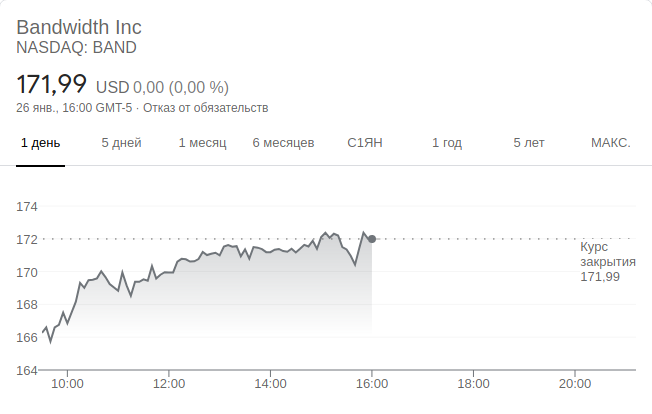 Bandwidth Inc
NASDAQ: BAND
171,99 USD 0,00 (0,00 %)
26 янв., 16:00 GMT-5 · Отказ от обязательств
1 день 5 дней 1 месяц 6 месяцев С1ЯН 1 год 5 лет МАКС.
174
172
170
168
166
164
Курс
закрытия
171,99
10:00 12:00 14:00 16:00 18:00 20:00